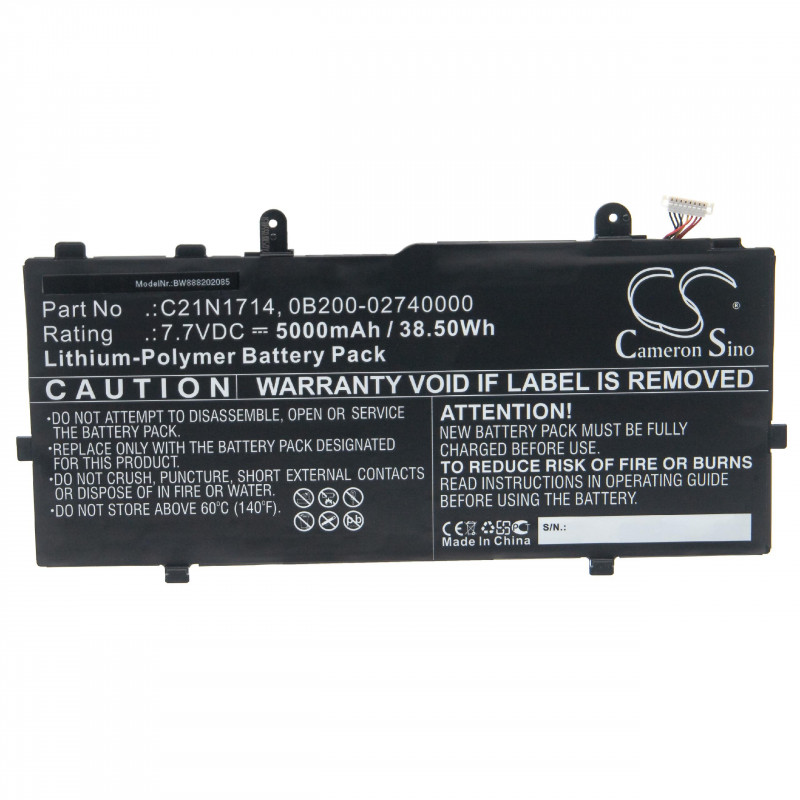 ModelNr.:BW888202085
Part No .: C21N1714, 0B200-02740000
Rating .: 7.7VDC ⎓ 5000mAh / 38.50Wh
Lithium-Polymer Battery Pack
CS
®
Cameron Sino
CAUTION
WARRANTY VOID IF LABEL IS REMOVED
•DO NOT ATTEMPT TO DISASSEMBLE, OPEN OR SERVICE
THE BATTERY PACK.
•REPLACE ONLY WITH THE BATTERY PACK DESIGNATED
FOR THIS PRODUCT.
•DO NOT CRUSH, PUNCTURE, SHORT EXTERNAL CONTACTS
OR DISPOSE OF IN FIRE OR WATER.
•DO NOT STORE ABOVE 60°C (140°F).
ATTENTION!
NEW BATTERY PACK MUST BE FULLY
CHARGED BEFORE USE.
TO REDUCE RISK OF FIRE OR BURNS
READ INSTRUCTIONS IN OPERATING GUIDE
BEFORE USING THE BATTERY.
CE
Made In China
S/N.: